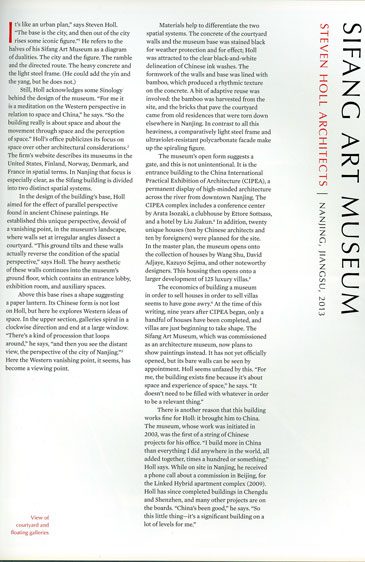 SIFANG ART MUSEUM
STEVEN HOLL ARCHITECTS | NANJING, JIANGSU, 2013
It's like an urban plan," says Steven Holl.
"The base is the city, and then out of the city
rises some iconic figure." He refers to the
halves of his Sifang Art Museum as a diagram
of dualities. The city and the figure. The ramble
and the directed route. The heavy concrete and
the light steel frame. (He could add the yin and
the yang, but he does not.)
Still, Holl acknowledges some Sinology
behind the design of the museum. "For me it
is a meditation on the Western perspective in
relation to space and China," he says. "So the
building really is about space and about the
movement through space and the perception
of space." Holl's office publicizes its focus on
space over other architectural considerations.²
The firm's website describes its museums in the
United States, Finland, Norway, Denmark, and
France in spatial terms. In Nanjing that focus is
especially clear, as the Sifang building is divided
into two distinct spatial systems.
In the design of the building's base, Holl
aimed for the effect of parallel perspective
found in ancient Chinese paintings. He
established this unique perspective, devoid of
a vanishing point, in the museum's landscape,
where walls set at irregular angles dissect a
courtyard. "This ground tilts and these walls
actually reverse the condition of the spatial
perspective," says Holl. The heavy aesthetic
of these walls continues into the museum's
ground floor, which contains an entrance lobby,
exhibition room, and auxiliary spaces.
Above this base rises a shape suggesting
a paper lantern. Its Chinese form is not lost
on Holl, but here he explores Western ideas of
space. In the upper section, galleries spiral in a
clockwise direction and end at a large window.
"There's a kind of procession that loops
around," he says, "and then you see the distant
view, the perspective of the city of Nanjing."³
Here the Western vanishing point, it seems, has
become a viewing point.
Materials help to differentiate the two
spatial systems. The concrete of the courtyard
walls and the museum base was stained black
for weather protection and for effect; Holl
was attracted to the clear black-and-white
delineation of Chinese ink washes. The
formwork of the walls and base was lined with
bamboo, which produced a rhythmic texture
on the concrete. A bit of adaptive reuse was
involved: the bamboo was harvested from the
site, and the bricks that pave the courtyard
came from old residences that were torn down
elsewhere in Nanjing. In contrast to all this
heaviness, a comparatively light steel frame and
ultraviolet-resistant polycarbonate facade make
up the spiraling figure.
The museum's open form suggests a
gate, and this is not unintentional. It is the
entrance building to the China International
Practical Exhibition of Architecture (CIPEA), a
permanent display of high-minded architecture
across the river from downtown Nanjing. The
CIPEA complex includes a conference center
by Arata Isozaki, a clubhouse by Ettore Sottsass,
and a hotel by Liu Jiakun.⁴ In addition, twenty
unique houses (ten by Chinese architects and
ten by foreigners) were planned for the site.
In the master plan, the museum opens onto
the collection of houses by Wang Shu, David
Adjaye, Kazuyo Sejima, and other noteworthy
designers. This housing then opens onto a
larger development of 125 luxury villas.⁵
The economics of building a museum
in order to sell houses in order to sell villas
seems to have gone awry.⁶ At the time of this
writing, nine years after CIPEA began, only a
handful of houses have been completed, and
villas are just beginning to take shape. The
Sifang Art Museum, which was commissioned
as an architecture museum, now plans to
show paintings instead. It has not yet officially
opened, but its bare walls can be seen by
appointment. Holl seems unfazed by this. "For
me, the building exists fine because it's about
space and experience of space," he says. "It
doesn't need to be filled with whatever in order
to be a relevant thing."
There is another reason that this building
works fine for Holl: it brought him to China.
The museum, whose work was initiated in
2003, was the first of a string of Chinese
projects for his office. "I build more in China
than everything I did anywhere in the world, all
added together, times a hundred or something,"
Holl says. While on site in Nanjing, he received
a phone call about a commission in Beijing, for
the Linked Hybrid apartment complex (2009).
Holl has since completed buildings in Chengdu
and Shenzhen, and many other projects are on
the boards. "China's been good," he says. "So
this little thing—it's a significant building on a
lot of levels for me."
View of
courtyard and
floating galleries